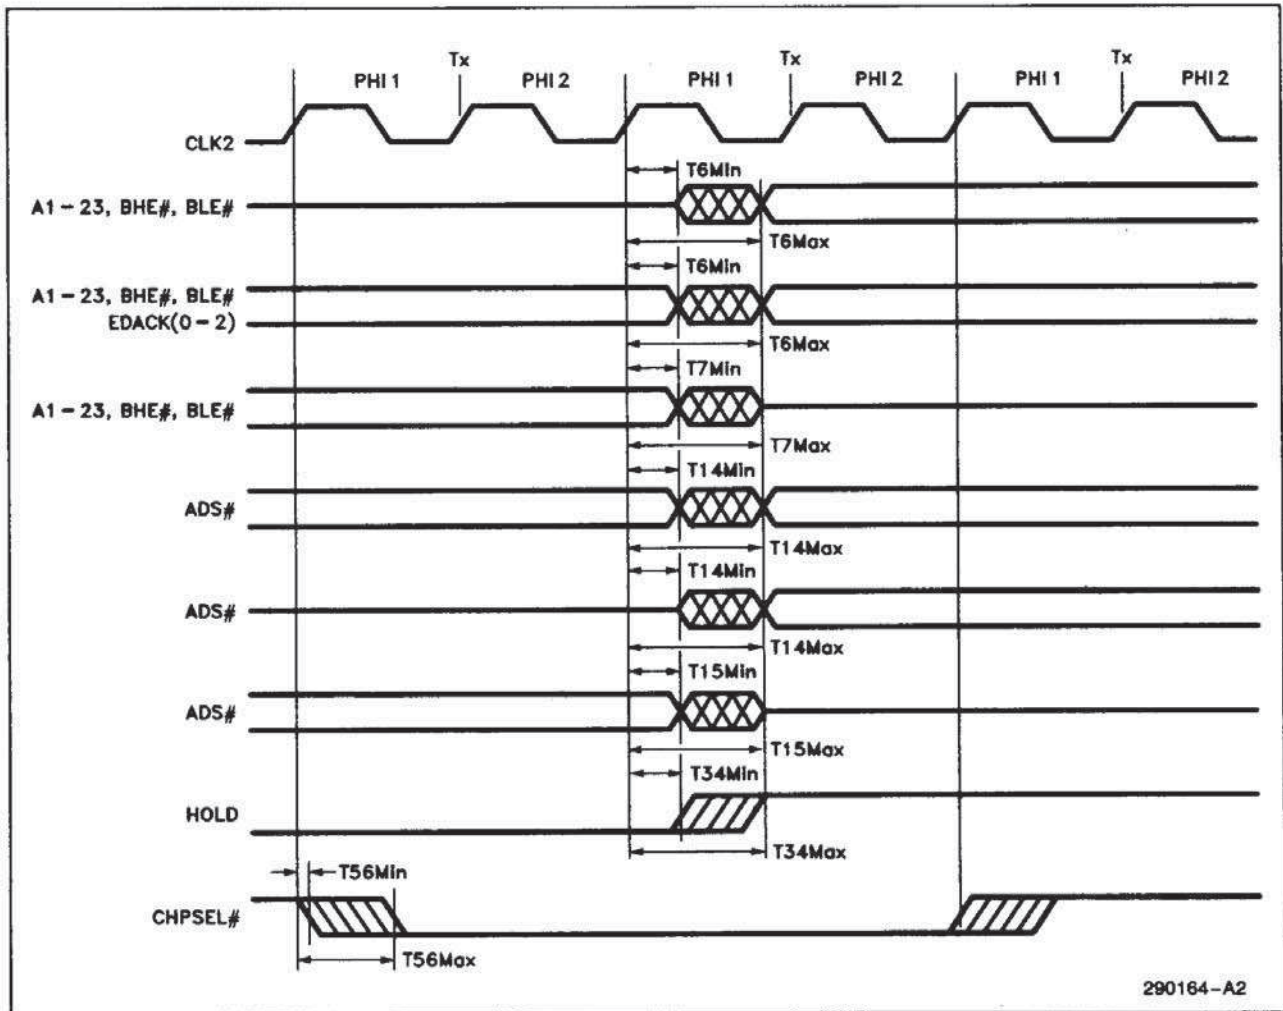 Tx Tx Tx
PHI 1 PHI 2 PHI 1 PHI 2 PHI 1 PHI 2
CLK2
T6Min
A1-23, BHE#, BLE#
T6Max
T6Min
A1-23, BHE#, BLE#
EDACK(0-2)
T6Max
T7Min
A1-23, BHE#, BLE#
T7Max
T14Min
ADS#
T14Max
T14Min
ADS#
T14Max
T15Min
ADS#
T15Max
T34Min
HOLD
T34Max
T56Min
CHPSEL#
T56Max
290164-A2